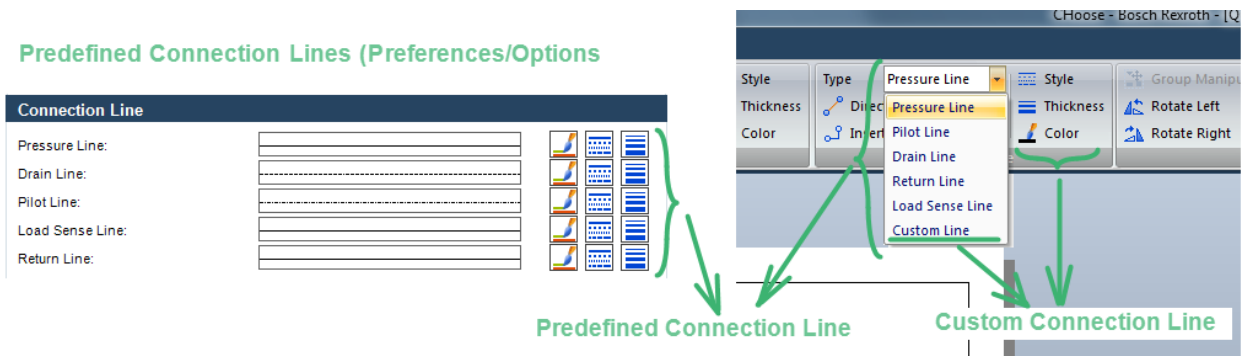 CHoose - Bosch Rexroth - [Q
Predefined Connection Lines (Preferences/Options
Connection Line
Pressure Line:
Drain Line:
Pilot Line:
Load Sense Line:
Return Line:
Style
Thickness
Color
Type
Pressure Line
Direc
Insert
Pressure Line
Pilot Line
Drain Line
Return Line
Load Sense Line
Custom Line
Style
Thickness
Color
Group Manipu
Rotate Left
Rotate Right
Predefined Connection Line
Custom Connection Line